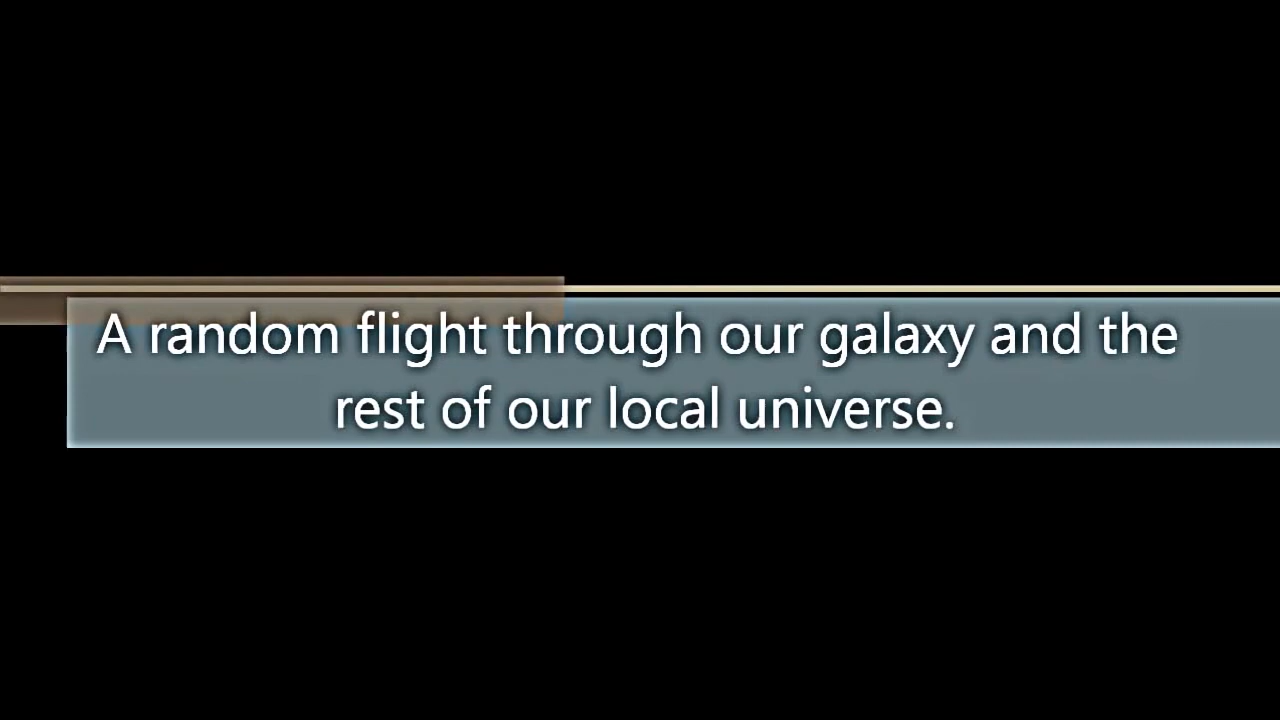 A random flight through our galaxy and the
rest of our local universe.